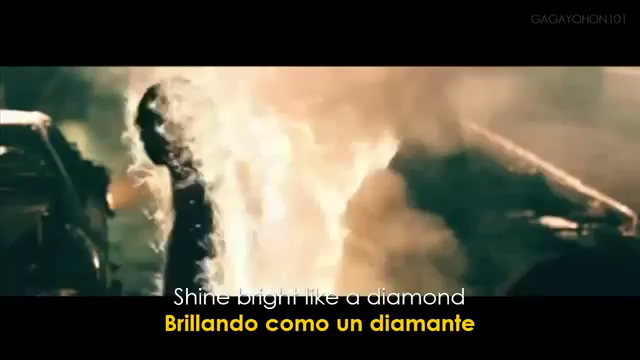 GAGAYOHON101
Shine bright like a diamond
Brillando como un diamante